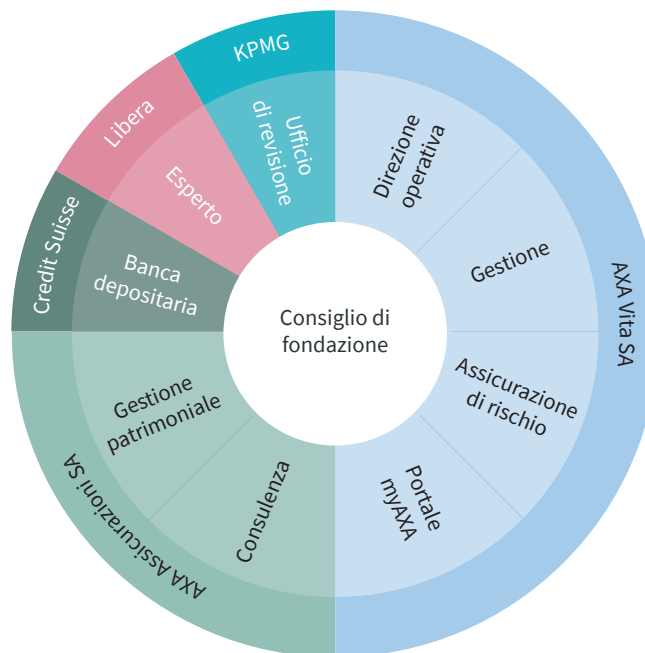 KPMG
Ufficio
di revisione
Libera
Esperto
Credit Suisse
Banca
depositaria
Direzione
operativa
Gestione
AXA Vita SA
Assicurazione
di rischio
Portale
myAXA
Consiglio di
fondazione
Gestione
patrimoniale
Consulenza
AXA Assicurazioni SA